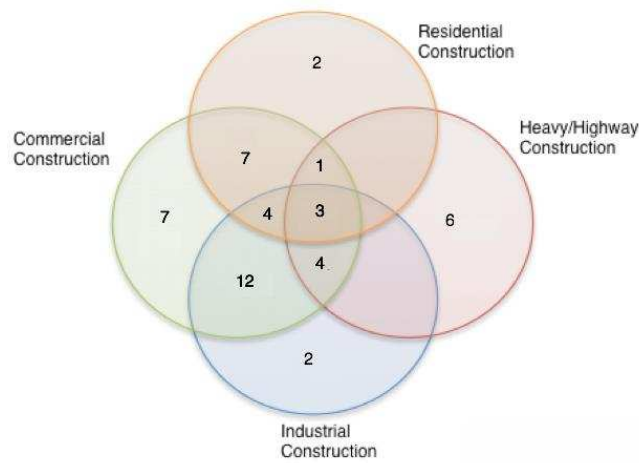 Residential
Construction
2
Commercial
Construction
Heavy/Highway
Construction
7
1
7
4
3
6
4
12
2
Industrial
Construction